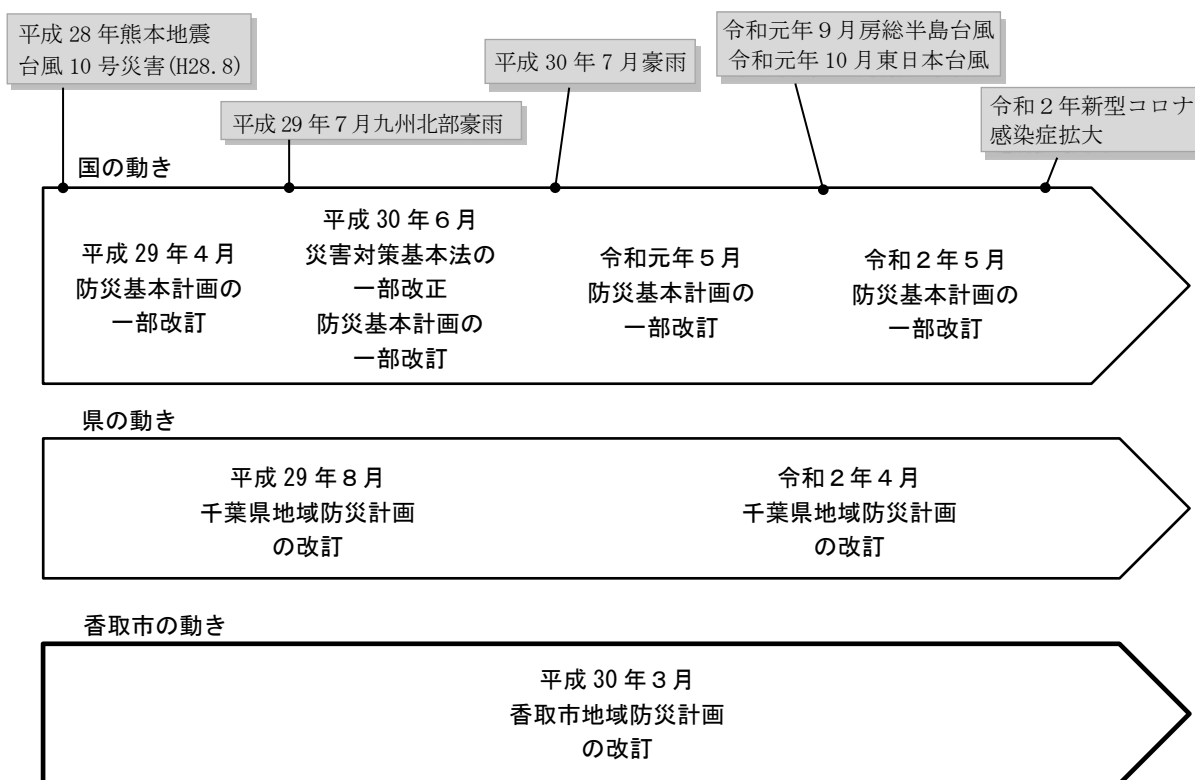 平成 28 年熊本地震
台風 10 号災害(H28.8)
平成 29 年７月九州北部豪雨
平成 30 年７月豪雨
令和元年９月房総半島台風
令和元年 10 月東日本台風
令和２年新型コロナ
感染症拡大
国の動き
平成 29 年４月
防災基本計画の
一部改訂
平成 30 年６月
災害対策基本法の
一部改正
防災基本計画の
一部改訂
令和元年５月
防災基本計画の
一部改訂
令和２年５月
防災基本計画の
一部改訂
県の動き
平成 29 年８月
千葉県地域防災計画
の改訂
令和２年４月
千葉県地域防災計画
の改訂
香取市の動き
平成 30 年３月
香取市地域防災計画
の改訂